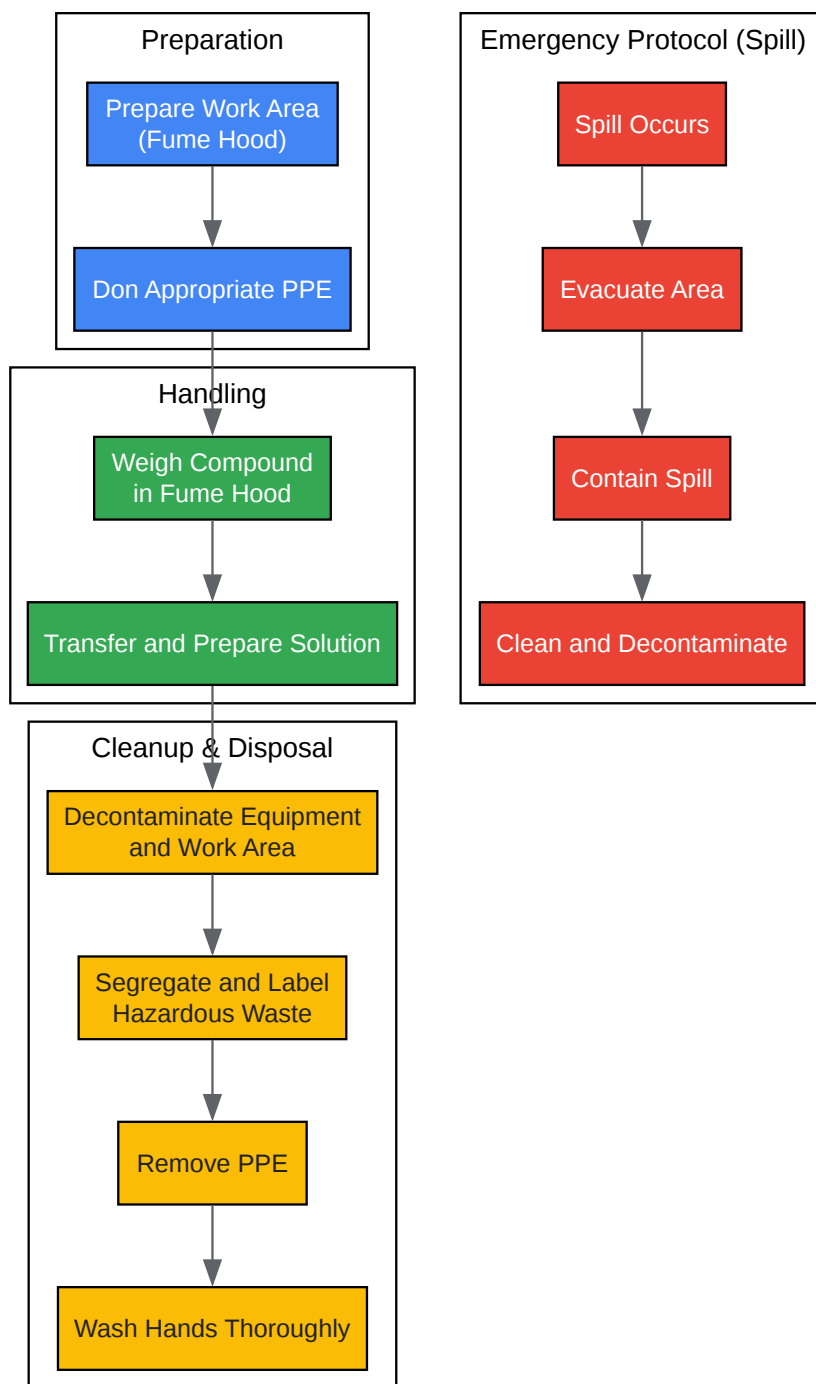 Preparation
Prepare Work Area
(Fume Hood)
Don Appropriate PPE
Handling
Weigh Compound
in Fume Hood
Transfer and Prepare Solution
Cleanup & Disposal
Decontaminate Equipment
and Work Area
Segregate and Label
Hazardous Waste
Remove PPE
Wash Hands Thoroughly
Emergency Protocol (Spill)
Spill Occurs
Evacuate Area
Contain Spill
Clean and Decontaminate